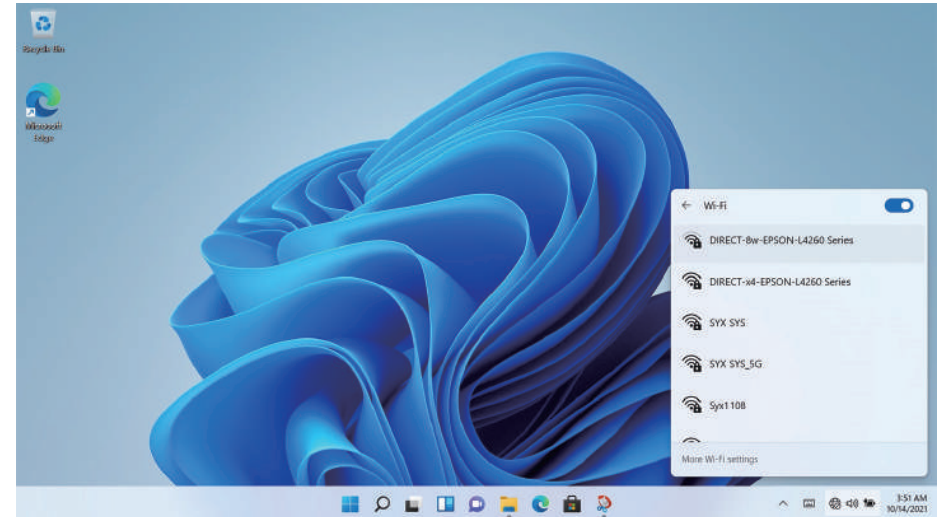 Recycle Bin
Microsoft
Edge
Wi-Fi
DIRECT-8w-EPSON-L4260 Series
DIRECT-x4-EPSON-L4260 Series
SYX SYS
SYX SYS_5G
Syx1108
More Wi-Fi settings
3:51 AM
10/14/2021